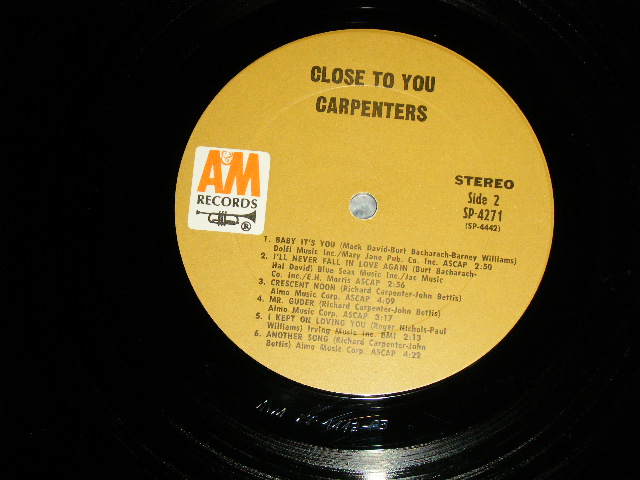 CLOSE TO YOU
CARPENTERS
A&M
RECORDS
®
STEREO
Side 2
SP-4271
(SP-4442)
1. BABY IT'S YOU (Mack David-Burt Bacharach-Barney Williams)
Dolfi Music Inc./Mary Jane Pub. Co. Inc. ASCAP 2:50
2. I'LL NEVER FALL IN LOVE AGAIN (Burt Bacharach-
Hal David) Blue Seas Music Inc./Jac Music
Co. Inc./E.H. Morris ASCAP 2:56
3. CRESCENT NOON (Richard Carpenter-John Bettis)
Almo Music Corp. ASCAP 4:09
4. MR. GUDER (Richard Carpenter-John Bettis)
Almo Music Corp. ASCAP 3:17
5. I KEPT ON LOVING YOU (Roger Nichols-Paul
Williams) Irving Music Inc. BMI 2:13
6. ANOTHER SONG (Richard Carpenter-John
Bettis) Almo Music Corp. ASCAP 4:22